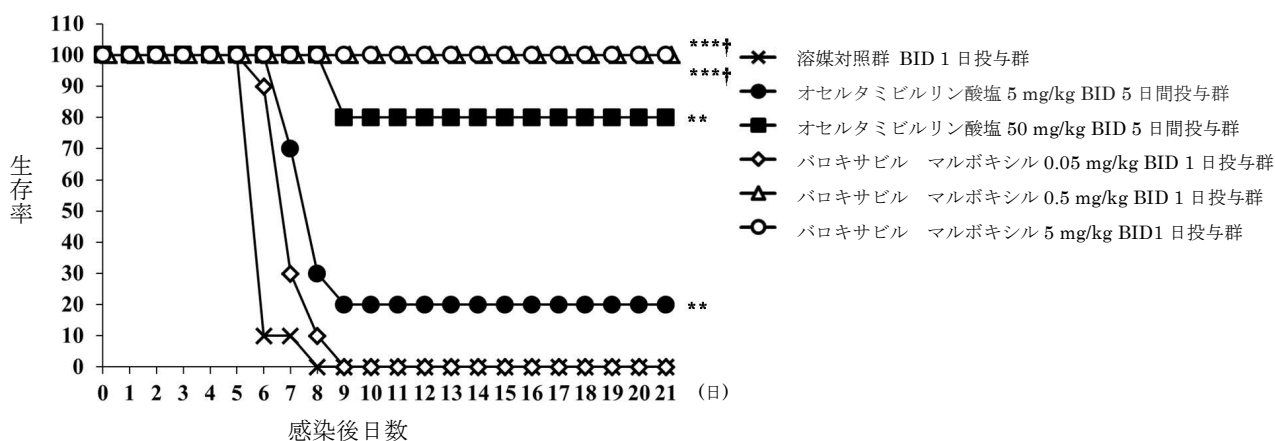 110
100
90
80
70
60
50
40
30
20
10
0
生存率
0 1 2 3 4 5 6 7 8 9 10 11 12 13 14 15 16 17 18 19 20 21 (日)
感染後日数
***†
***†
**
**
溶媒対照群 BID 1 日投与群
オセルタミビルリン酸塩 5 mg/kg BID 5 日間投与群
オセルタミビルリン酸塩 50 mg/kg BID 5 日間投与群
バロキサビル マルボキシル 0.05 mg/kg BID 1 日投与群
バロキサビル マルボキシル 0.5 mg/kg BID 1 日投与群
バロキサビル マルボキシル 5 mg/kg BID1 日投与群